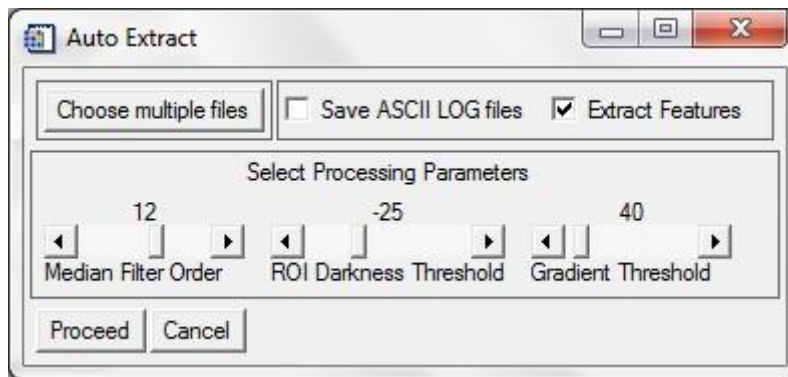 Auto Extract
Choose multiple files Save ASCII LOG files Extract Features
Select Processing Parameters
12 -25 40
Median Filter Order ROI Darkness Threshold Gradient Threshold
Proceed Cancel